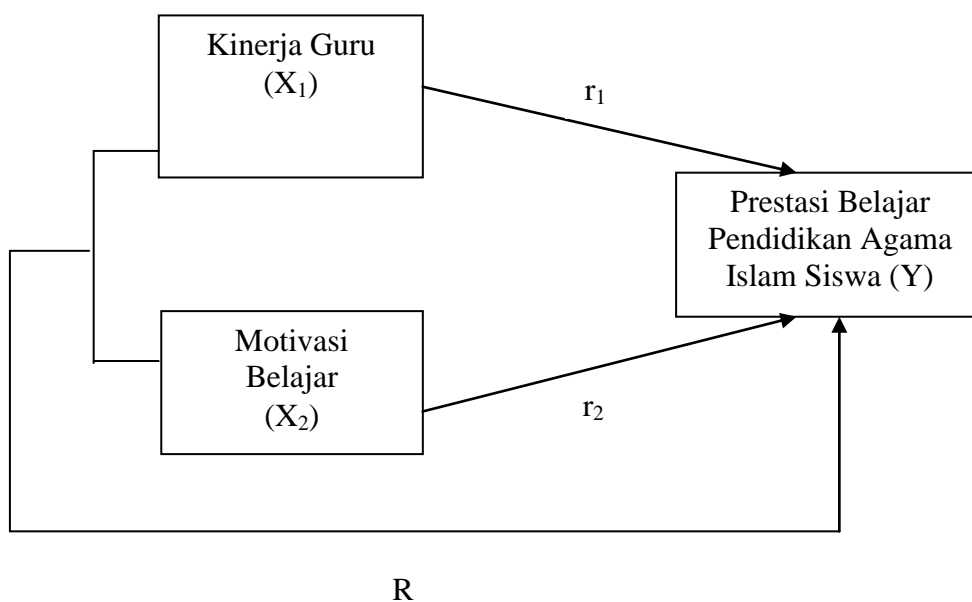 Kinerja Guru
(X₁)
r₁
Prestasi Belajar
Pendidikan Agama
Islam Siswa (Y)
Motivasi
Belajar
(X₂)
r₂
R